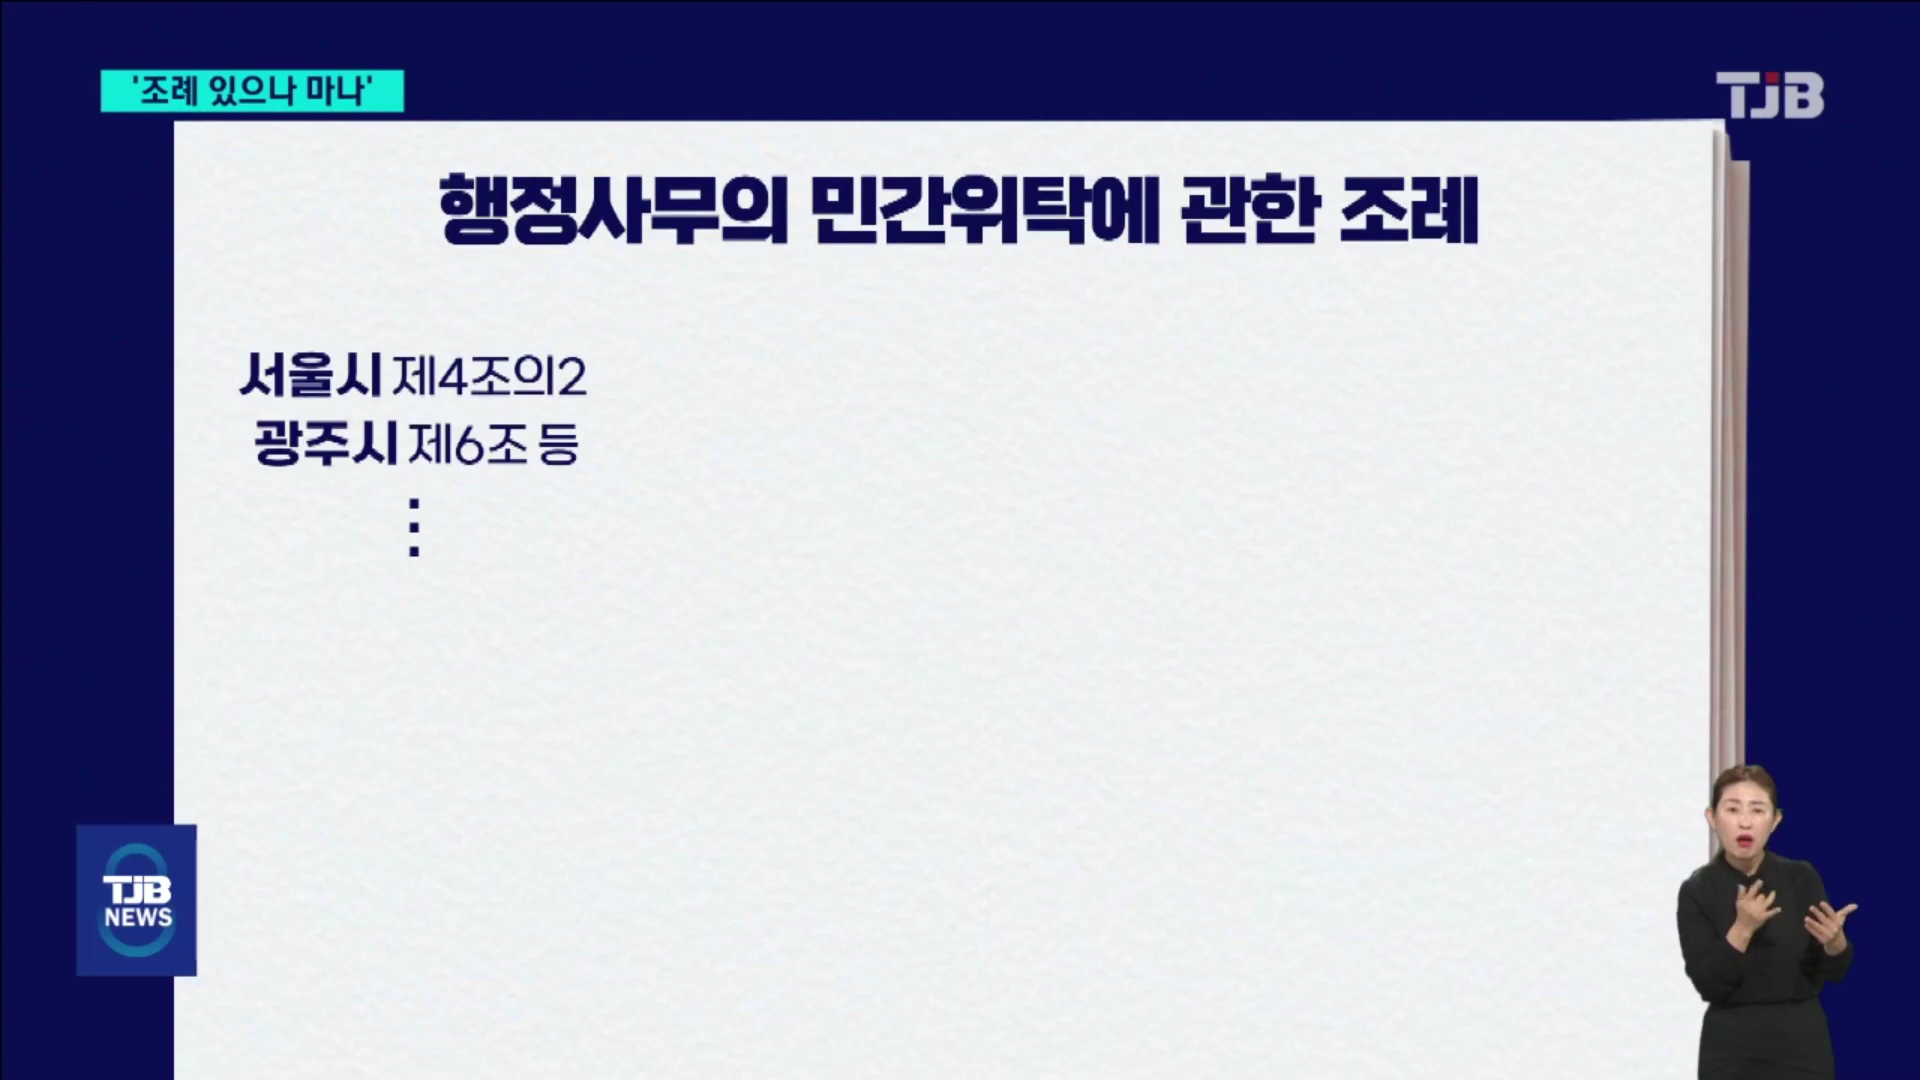 '조례 있으나 마나'
TJB
행정사무의 민간위탁에 관한 조례
서울시 제4조의2
광주시 제6조 등
⋮
TJB
NEWS